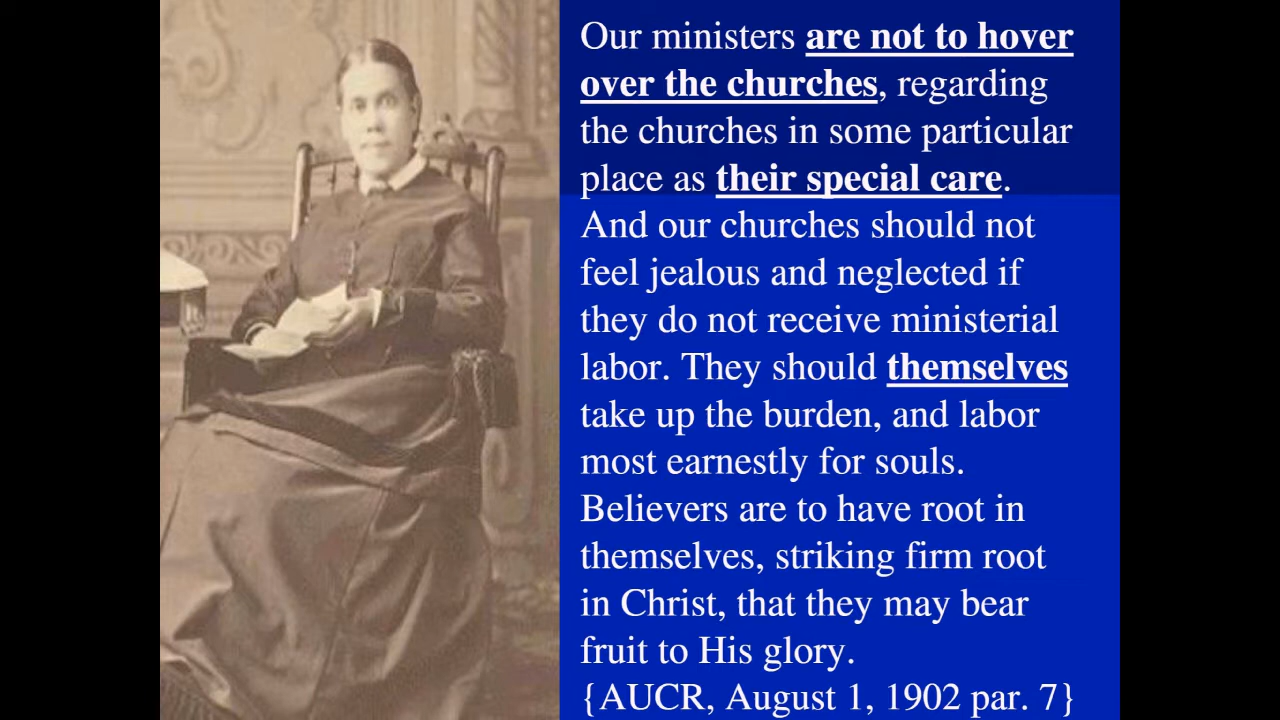 Our ministers are not to hover
over the churches, regarding
the churches in some particular
place as their special care.
And our churches should not
feel jealous and neglected if
they do not receive ministerial
labor. They should themselves
take up the burden, and labor
most earnestly for souls.
Believers are to have root in
themselves, striking firm root
in Christ, that they may bear
fruit to His glory.
{AUCR, August 1, 1902 par. 7}